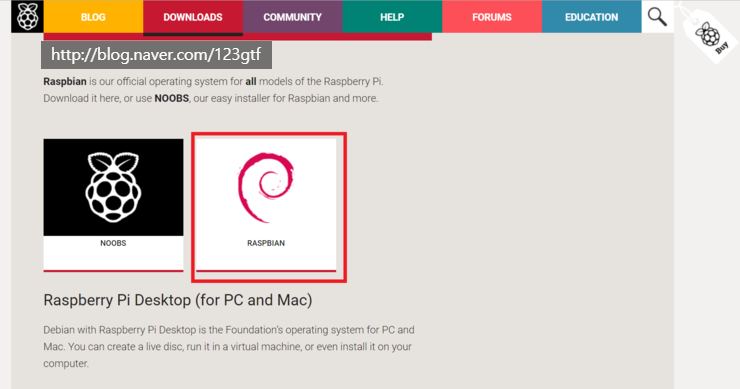 BLOG DOWNLOADS COMMUNITY HELP FORUMS EDUCATION
Buy
http://blog.naver.com/123gtf
Raspbian is our official operating system for all models of the Raspberry Pi.
Download it here, or use NOOBS, our easy installer for Raspbian and more.
NOOBS RASPBIAN
Raspberry Pi Desktop (for PC and Mac)
Debian with Raspberry Pi Desktop is the Foundation's operating system for PC and
Mac. You can create a live disc, run it in a virtual machine, or even install it on your
computer.